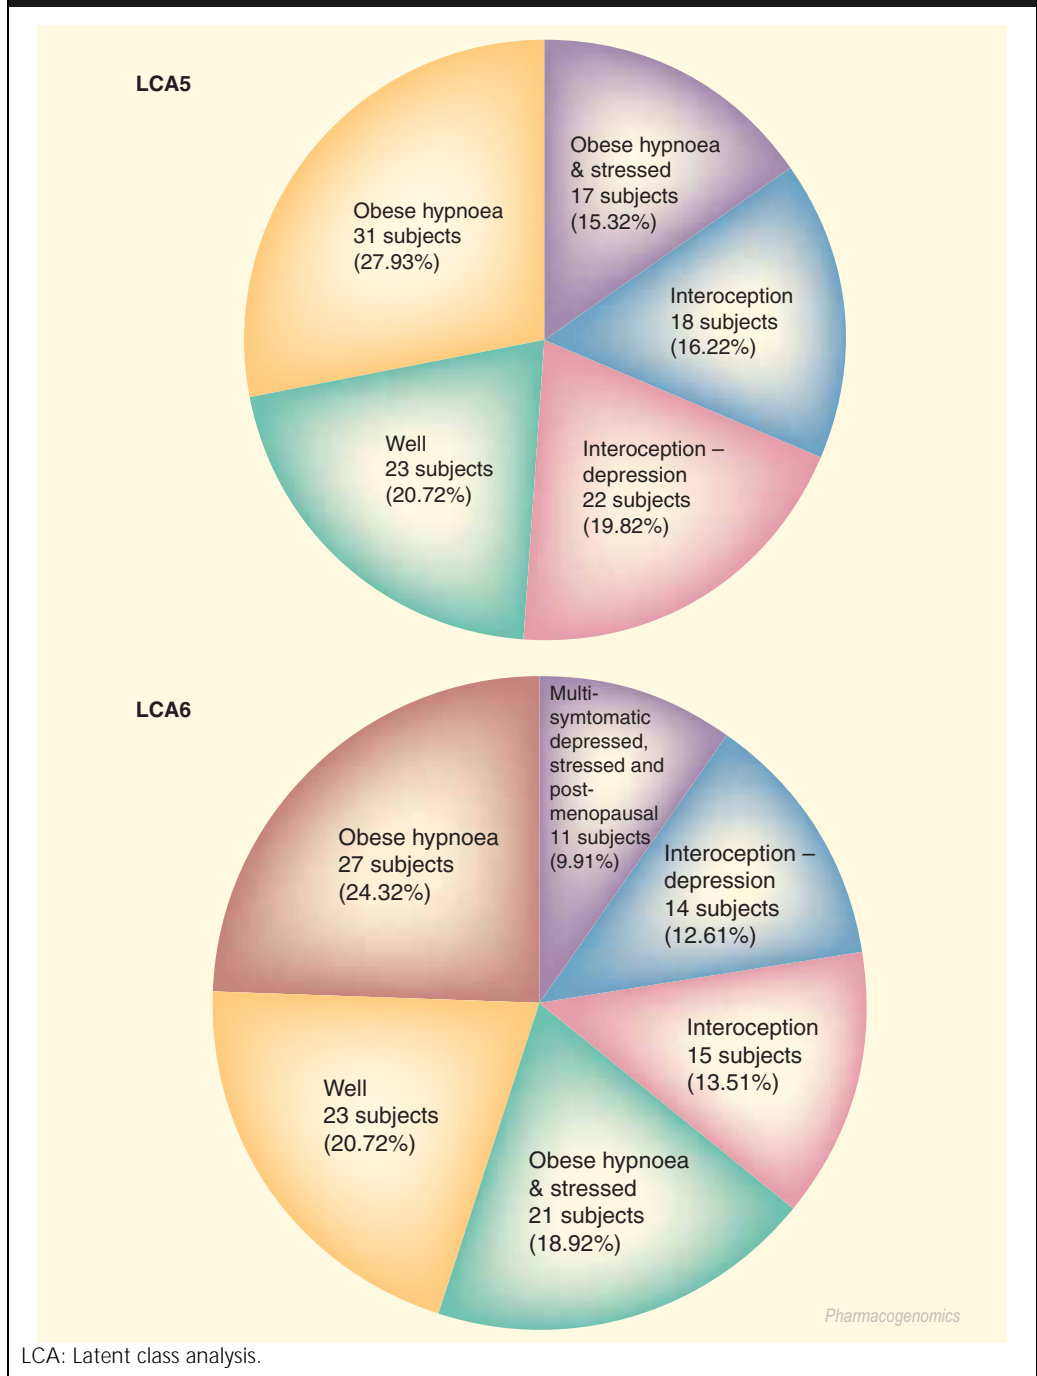 LCA5
Obese hypnoea
& stressed
17 subjects
(15.32%)
Obese hypnoea
31 subjects
(27.93%)
Interoception
18 subjects
(16.22%)
Well
23 subjects
(20.72%)
Interoception –
depression
22 subjects
(19.82%)
LCA6
Multi-
symtomatic
depressed,
stressed and
post-
menopausal
11 subjects
(9.91%)
Obese hypnoea
27 subjects
(24.32%)
Interoception –
depression
14 subjects
(12.61%)
Interoception
15 subjects
(13.51%)
Well
23 subjects
(20.72%)
Obese hypnoea
& stressed
21 subjects
(18.92%)
Pharmacogenomics
LCA: Latent class analysis.